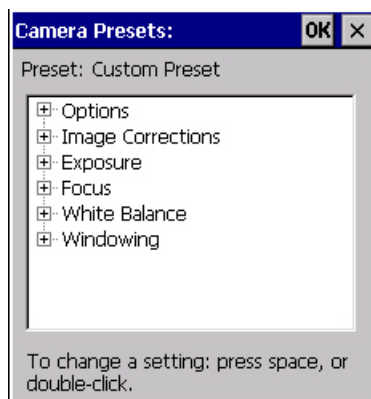 Camera Presets: OK ×
Preset: Custom Preset
Options
Image Corrections
Exposure
Focus
White Balance
Windowing
To change a setting: press space, or
double-click.